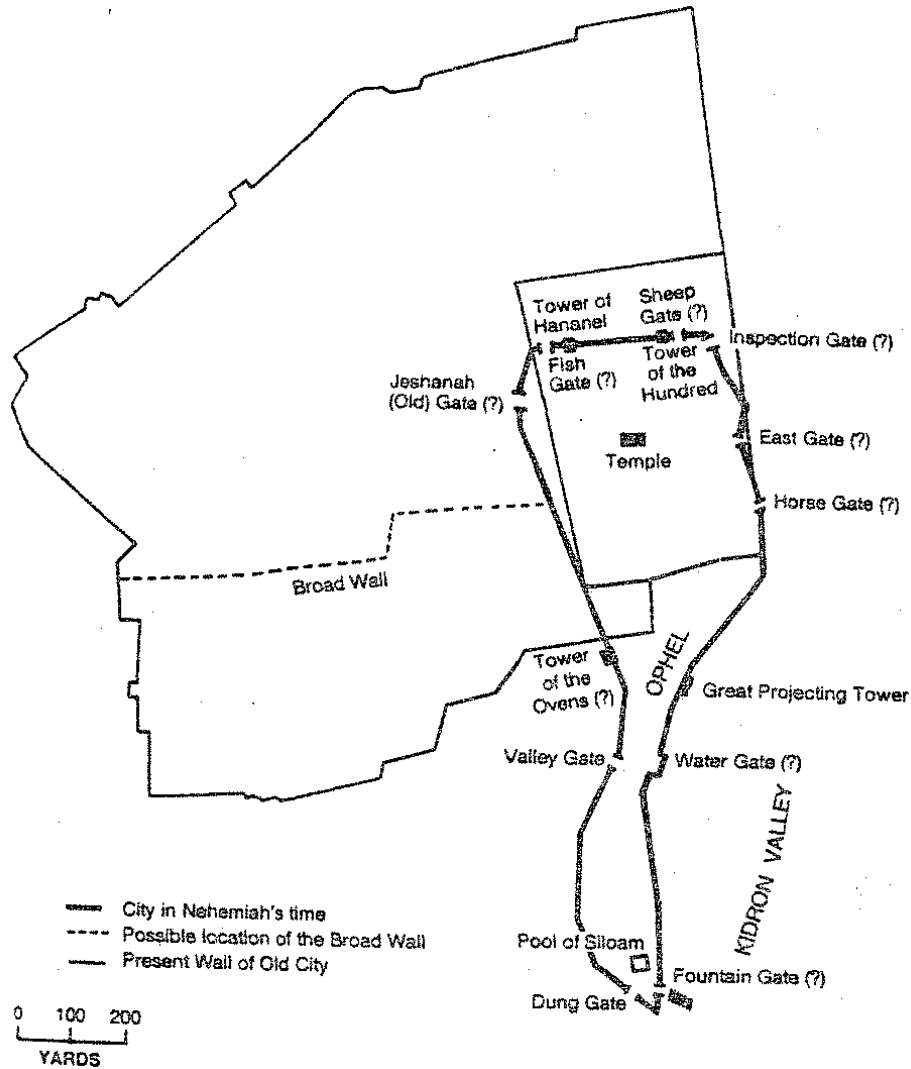 Tower of
Hananel
Sheep
Gate (?)
Inspection Gate (?)
Fish
Gate (?)
Tower
of the
Hundred
Jeshanah
(Old) Gate (?)
East Gate (?)
Temple
Horse Gate (?)
Broad Wall
Tower
of the
Ovens (?)
OPHEL
Great Projecting Tower
Valley Gate
Water Gate (?)
KIDRON VALLEY
City in Nehemiah's time
Possible location of the Broad Wall
Present Wall of Old City
Pool of Siloam
Fountain Gate (?)
Dung Gate
0 100 200
YARDS